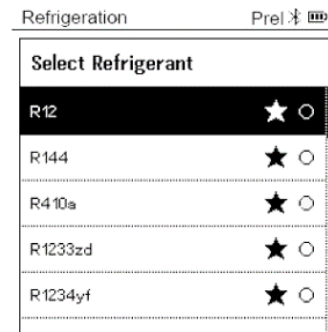 Refrigeration Prel
Select Refrigerant
R12
R144
R410a
R1233zd
R1234yf